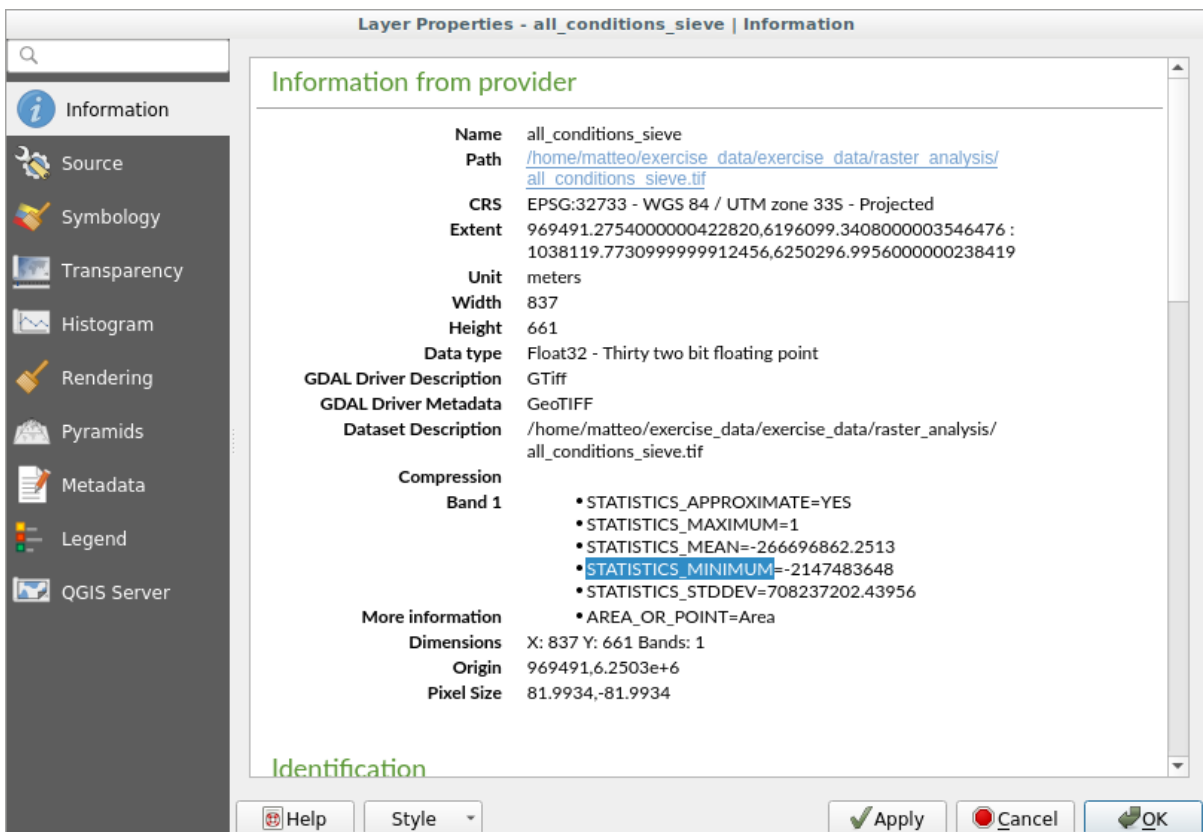 Layer Properties - all_conditions_sieve | Information
Information
Source
Symbology
Transparency
Histogram
Rendering
Pyramids
Metadata
Legend
QGIS Server
Information from provider
Name all_conditions_sieve
Path /home/matteo/exercise_data/exercise_data/raster_analysis/
all_conditions_sieve.tif
CRS EPSG:32733 - WGS 84 / UTM zone 33S - Projected
Extent 969491.2754000000422820,6196099.3408000003546476 :
1038119.7730999999912456,6250296.9956000000238419
Unit meters
Width 837
Height 661
Data type Float32 - Thirty two bit floating point
GDAL Driver Description GTiff
GDAL Driver Metadata GeoTIFF
Dataset Description /home/matteo/exercise_data/exercise_data/raster_analysis/
all_conditions_sieve.tif
Compression
Band 1 • STATISTICS_APPROXIMATE=YES
• STATISTICS_MAXIMUM=1
• STATISTICS_MEAN=-266696862.2513
• STATISTICS_MINIMUM=-2147483648
• STATISTICS_STDDEV=708237202.43956
More information • AREA_OR_POINT=Area
Dimensions X: 837 Y: 661 Bands: 1
Origin 969491,6.2503e+6
Pixel Size 81.9934,-81.9934
Identification
Help Style Apply Cancel OK